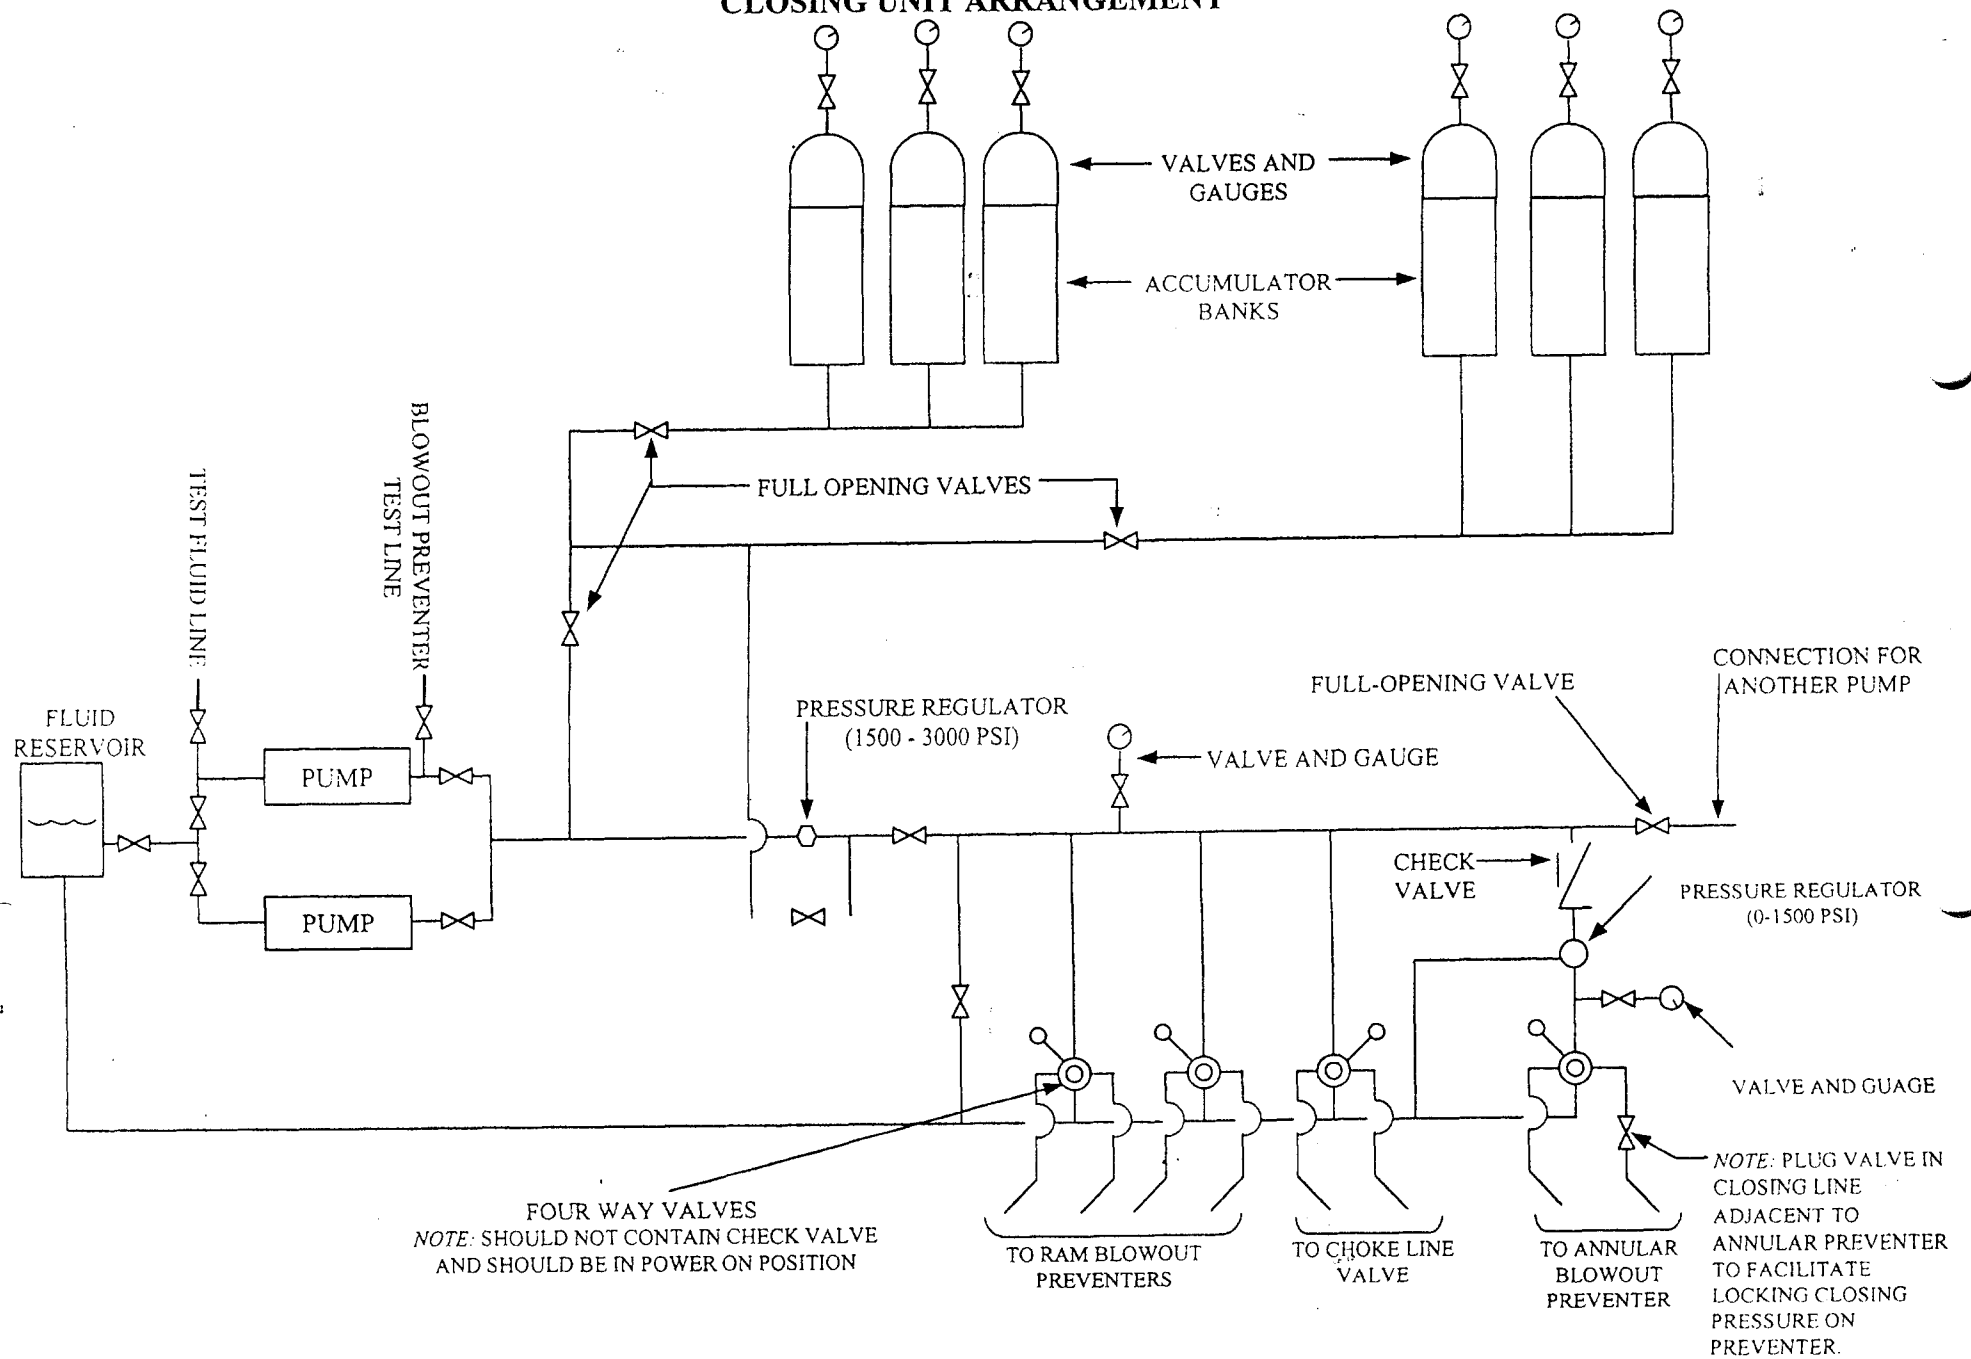 CLOSING UNIT ARRANGEMENT
VALVES AND
GAUGES
ACCUMULATOR
BANKS
BLOWOUT PREVENTER
TEST LINE
TEST FLUID LINE
FULL OPENING VALVES
CONNECTION FOR
ANOTHER PUMP
FULL-OPENING VALVE
FLUID
RESERVOIR
PRESSURE REGULATOR
(1500 - 3000 PSI)
VALVE AND GAUGE
PUMP
CHECK
VALVE
PRESSURE REGULATOR
(0-1500 PSI)
PUMP
VALVE AND GUAGE
NOTE: PLUG VALVE IN
CLOSING LINE
ADJACENT TO
ANNULAR PREVENTER
TO FACILITATE
LOCKING CLOSING
PRESSURE ON
PREVENTER.
FOUR WAY VALVES
NOTE: SHOULD NOT CONTAIN CHECK VALVE
AND SHOULD BE IN POWER ON POSITION
TO RAM BLOWOUT
PREVENTERS
TO CHOKE LINE
VALVE
TO ANNULAR
BLOWOUT
PREVENTER